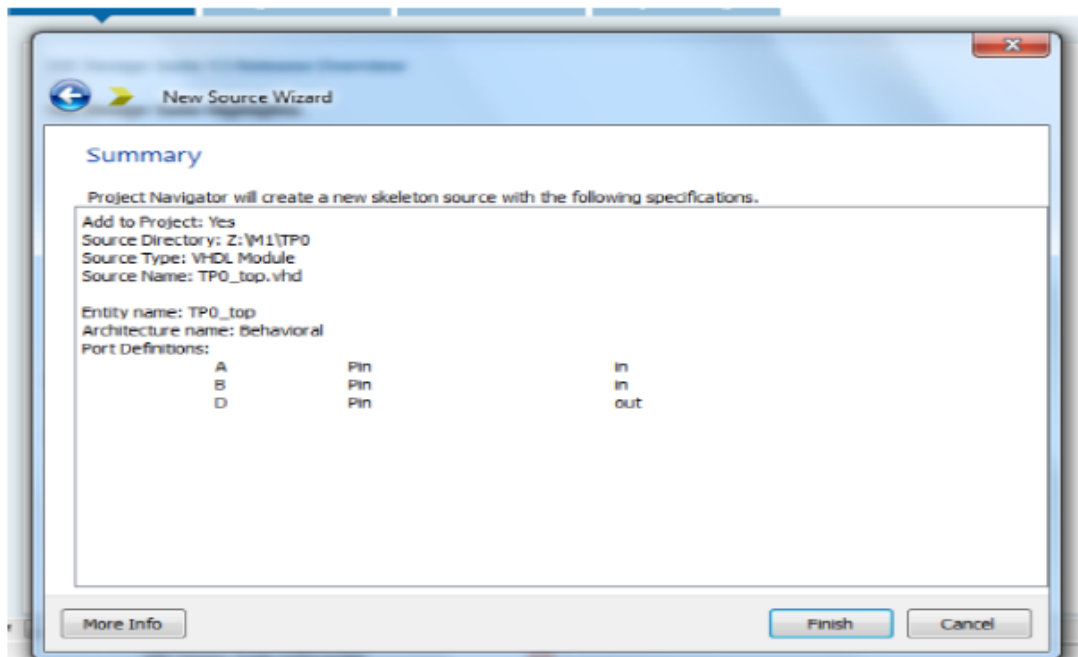 New Source Wizard
Summary
Project Navigator will create a new skeleton source with the following specifications.
Add to Project: Yes
Source Directory: Z:\M1\TP0
Source Type: VHDL Module
Source Name: TP0_top.vhd
Entity name: TP0_top
Architecture name: Behavioral
Port Definitions:
A Pin in
B Pin in
D Pin out
More Info Finish Cancel